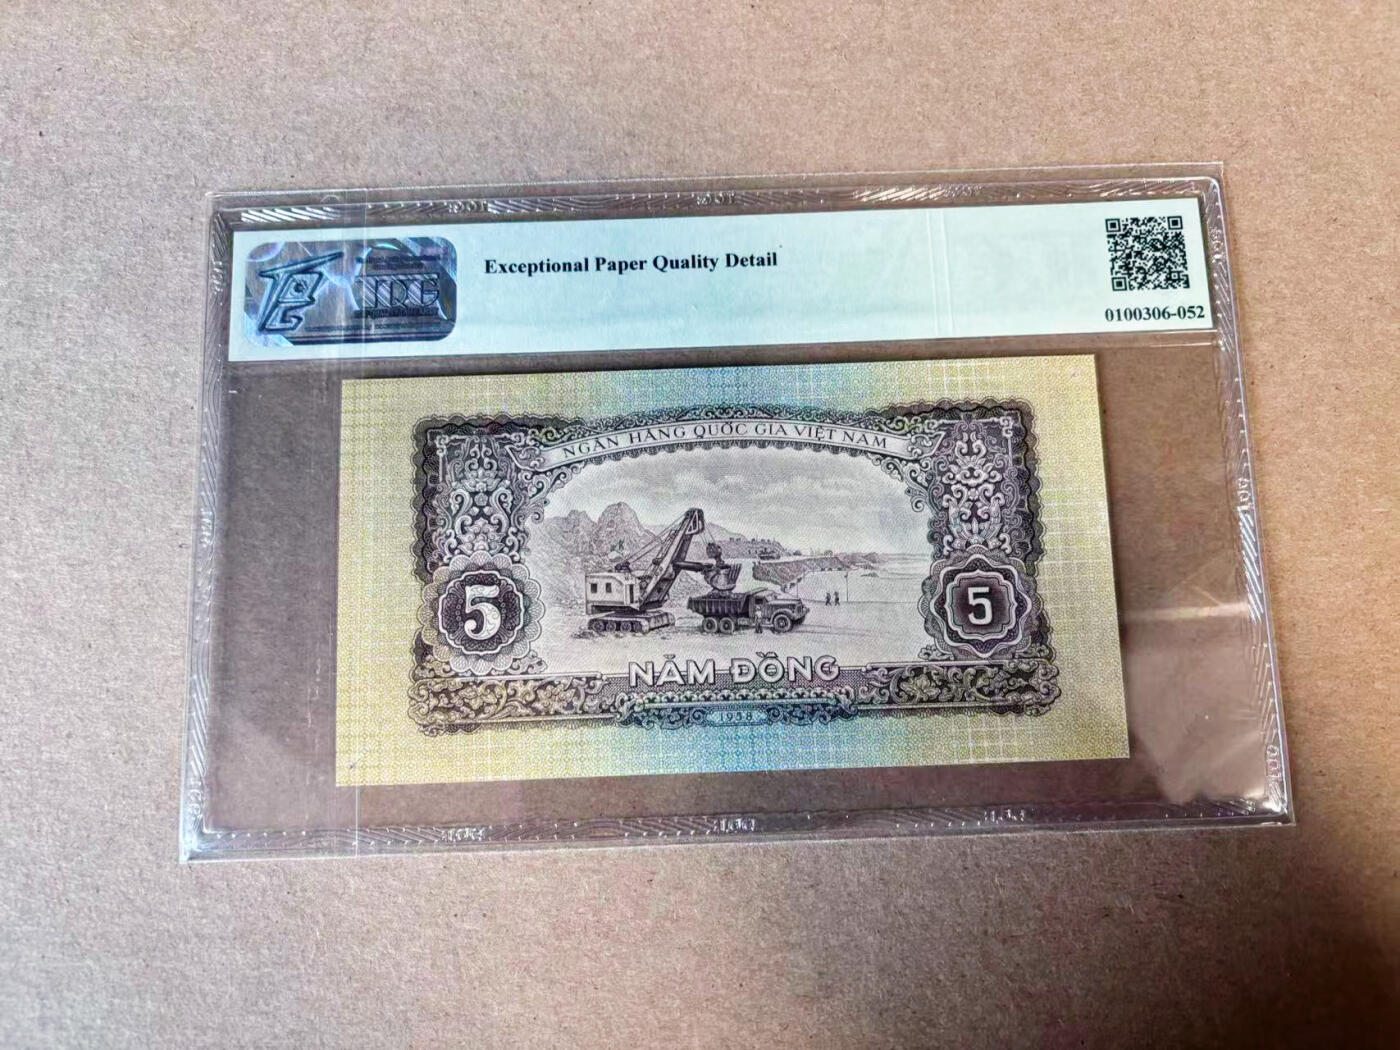 Exceptional Paper Quality Detail
0100306-052
NGÂN HÀNG QUỐC GIA VIỆT NAM
5
5
NĂM ĐỒNG
1958